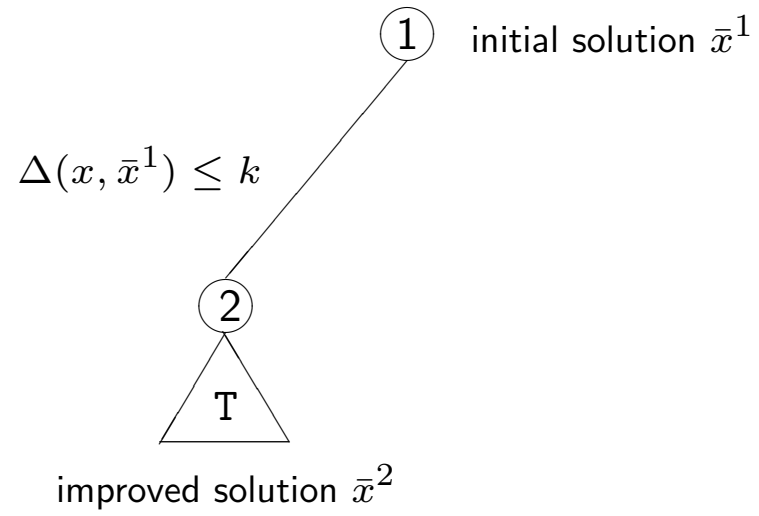 1 initial solution x̄¹
Δ(x, x̄¹) ≤ k
2
T
improved solution x̄²